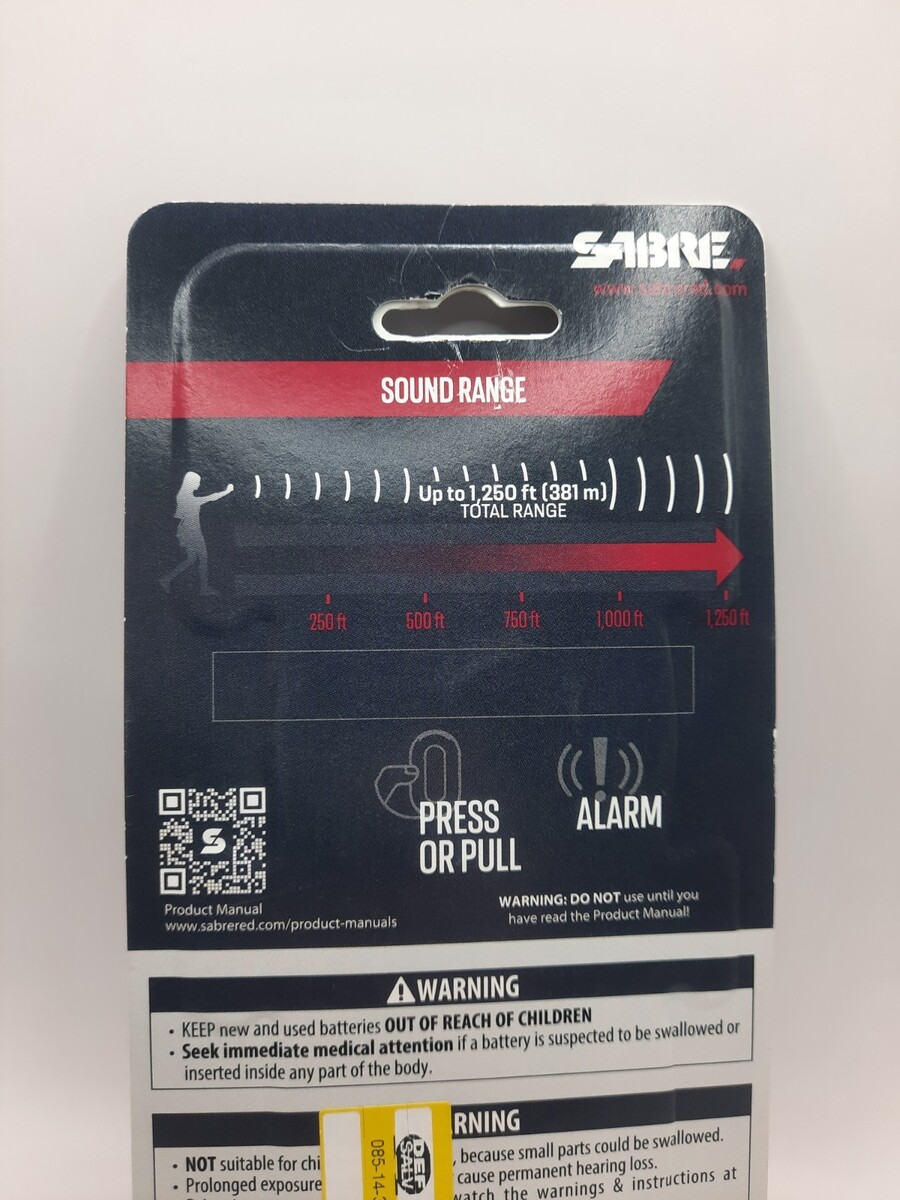 SABRE
www.sabrered.com
SOUND RANGE
Up to 1,250 ft (381 m)
TOTAL RANGE
250 ft 500 ft 750 ft 1,000 ft 1,250 ft
PRESS
OR PULL
ALARM
Product Manual
www.sabrered.com/product-manuals
WARNING: DO NOT use until you
have read the Product Manual!
WARNING
• KEEP new and used batteries OUT OF REACH OF CHILDREN
• Seek immediate medical attention if a battery is suspected to be swallowed or
inserted inside any part of the body.
RNING
• NOT suitable for chi , because small parts could be swallowed.
• Prolonged exposure cause permanent hearing loss.
watch the warnings & instructions at
085-14-